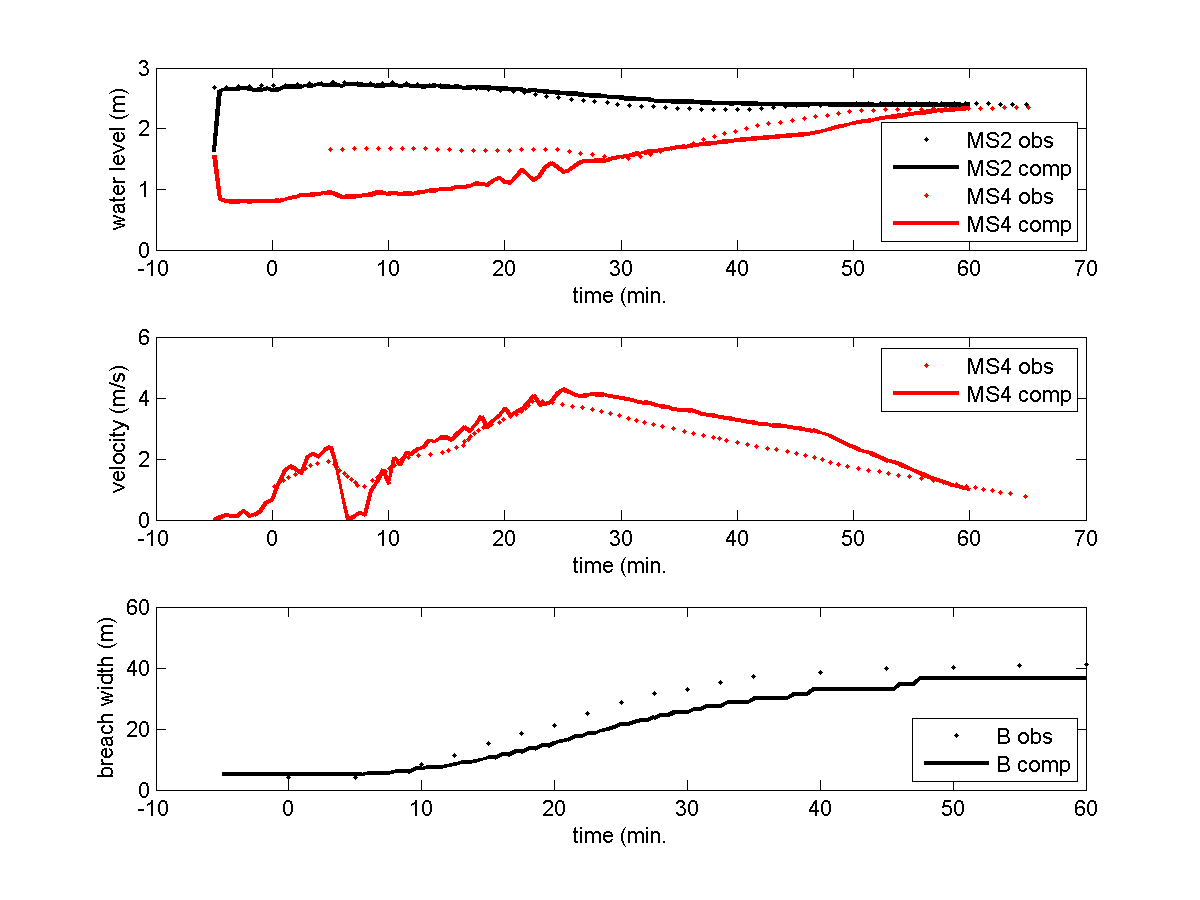 water level (m)
3
2
1
0
-10
0
10
20
30
40
50
60
70
time (min.
MS2 obs
MS2 comp
MS4 obs
MS4 comp
velocity (m/s)
6
4
2
0
-10
0
10
20
30
40
50
60
70
time (min.
MS4 obs
MS4 comp
breach width (m)
60
40
20
0
-10
0
10
20
30
40
50
60
time (min.
B obs
B comp